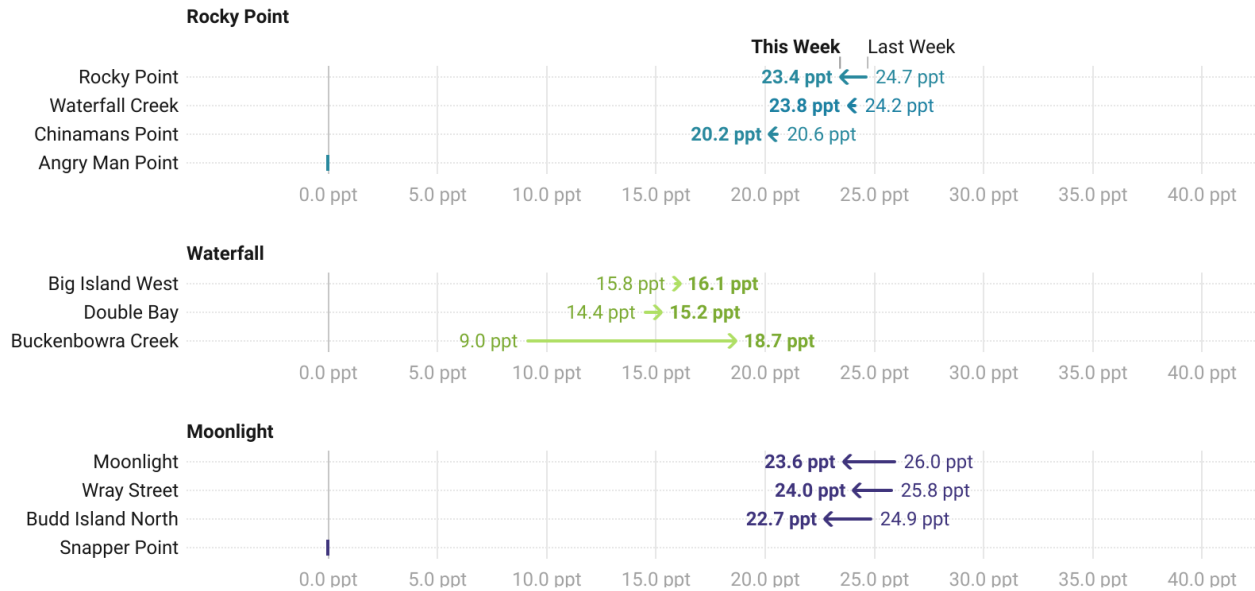 Rocky Point
This Week Last Week
Rocky Point 23.4 ppt 24.7 ppt
Waterfall Creek 23.8 ppt 24.2 ppt
Chinamans Point 20.2 ppt 20.6 ppt
Angry Man Point
0.0 ppt 5.0 ppt 10.0 ppt 15.0 ppt 20.0 ppt 25.0 ppt 30.0 ppt 35.0 ppt 40.0 ppt
Waterfall
Big Island West 15.8 ppt 16.1 ppt
Double Bay 14.4 ppt 15.2 ppt
Buckenbowra Creek 9.0 ppt 18.7 ppt
0.0 ppt 5.0 ppt 10.0 ppt 15.0 ppt 20.0 ppt 25.0 ppt 30.0 ppt 35.0 ppt 40.0 ppt
Moonlight
Moonlight 23.6 ppt 26.0 ppt
Wray Street 24.0 ppt 25.8 ppt
Budd Island North 22.7 ppt 24.9 ppt
Snapper Point
0.0 ppt 5.0 ppt 10.0 ppt 15.0 ppt 20.0 ppt 25.0 ppt 30.0 ppt 35.0 ppt 40.0 ppt